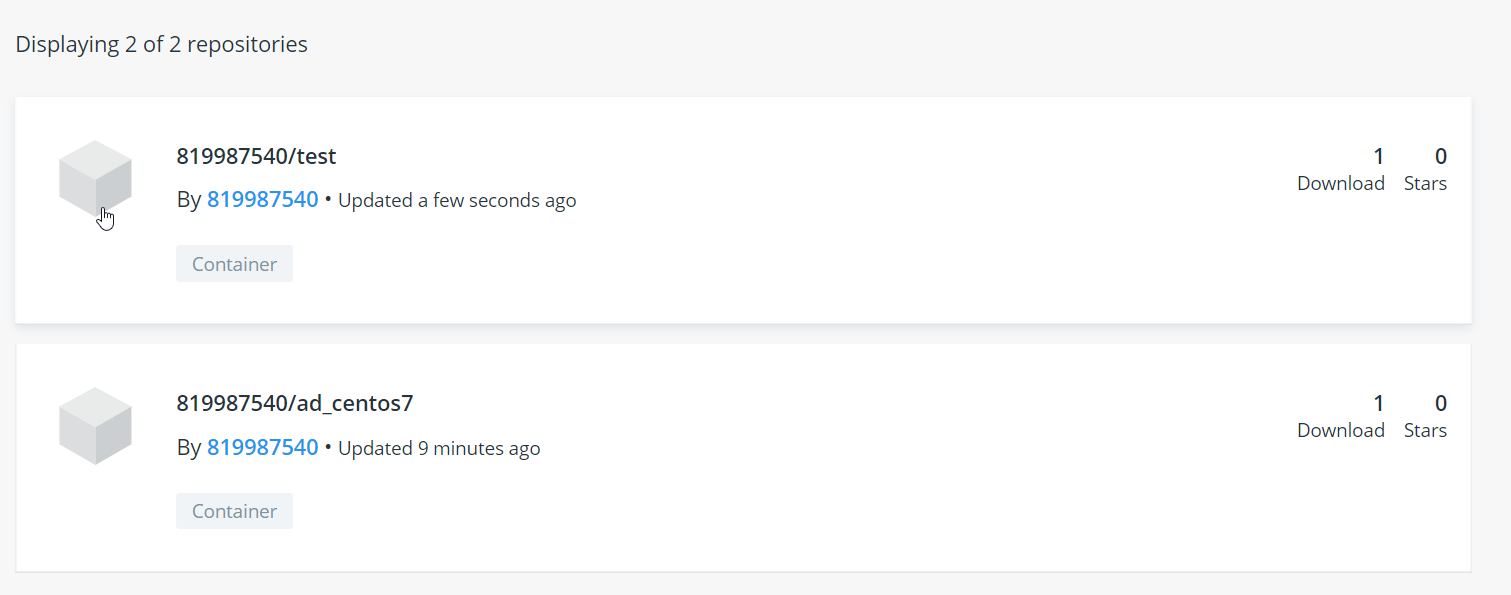 Displaying 2 of 2 repositories
819987540/test
By 819987540 • Updated a few seconds ago
Container
1 0
Download Stars
819987540/ad_centos7
By 819987540 • Updated 9 minutes ago
Container
1 0
Download Stars